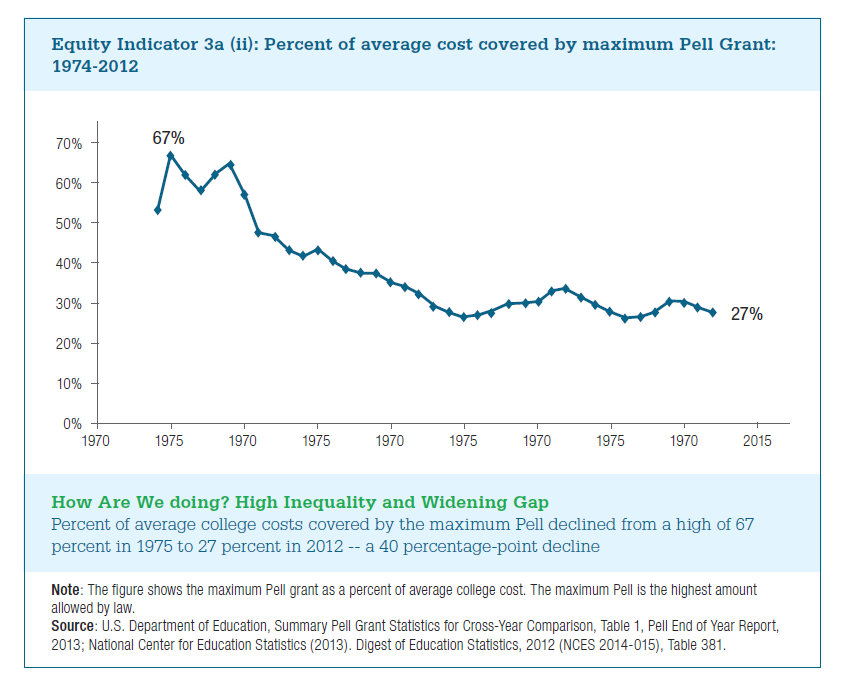 Equity Indicator 3a (ii): Percent of average cost covered by maximum Pell Grant:
1974-2012
67%
70%
60%
50%
40%
30%
27%
20%
10%
0%
1970 1975 1970 1975 1970 1975 1970 1975 1970 2015
How Are We doing? High Inequality and Widening Gap
Percent of average college costs covered by the maximum Pell declined from a high of 67
percent in 1975 to 27 percent in 2012 -- a 40 percentage-point decline
Note: The figure shows the maximum Pell grant as a percent of average college cost. The maximum Pell is the highest amount
allowed by law.
Source: U.S. Department of Education, Summary Pell Grant Statistics for Cross-Year Comparison, Table 1, Pell End of Year Report,
2013; National Center for Education Statistics (2013). Digest of Education Statistics, 2012 (NCES 2014-015), Table 381.